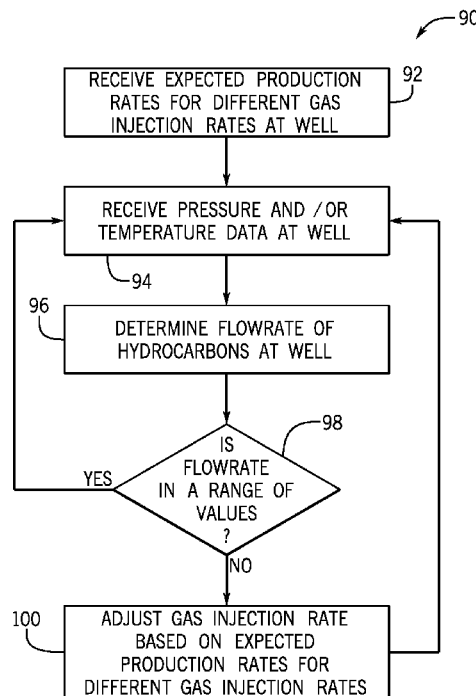 90
RECEIVE EXPECTED PRODUCTION
RATES FOR DIFFERENT GAS
INJECTION RATES AT WELL
92
RECEIVE PRESSURE AND /OR
TEMPERATURE DATA AT WELL
94
96
DETERMINE FLOWRATE OF
HYDROCARBONS AT WELL
98
IS
FLOWRATE
IN A RANGE OF
VALUES
?
YES
NO
100
ADJUST GAS INJECTION RATE
BASED ON EXPECTED
PRODUCTION RATES FOR
DIFFERENT GAS INJECTION RATES